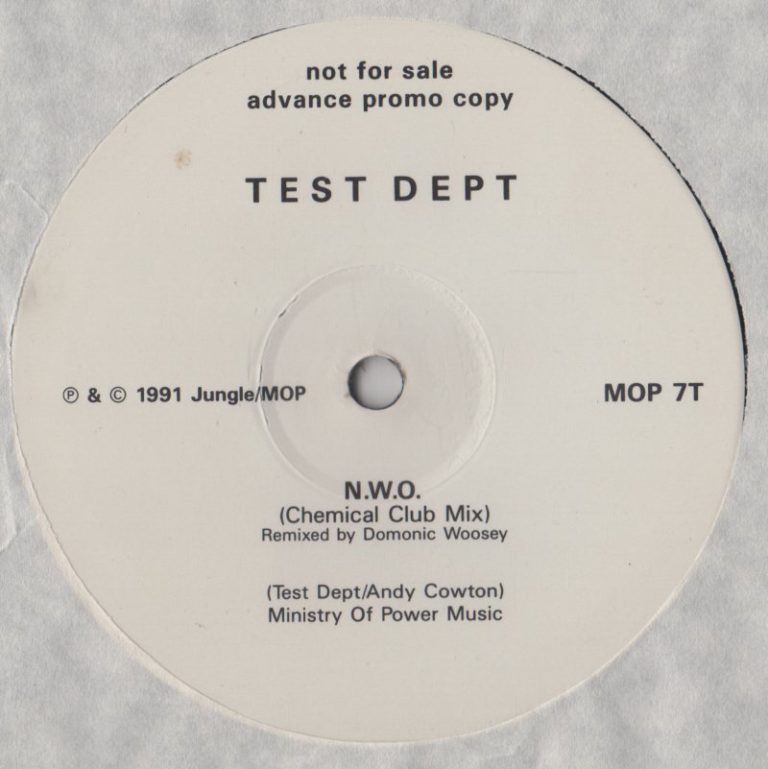 not for sale
advance promo copy
TEST DEPT
℗ & © 1991 Jungle/MOP
MOP 7T
N.W.O.
(Chemical Club Mix)
Remixed by Domonic Woosey
(Test Dept/Andy Cowton)
Ministry Of Power Music